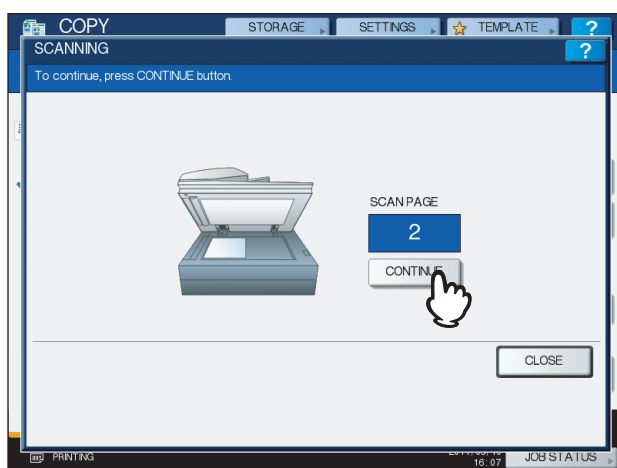 COPY
STORAGE
SETTINGS
TEMPLATE
?
SCANNING
?
To continue, press CONTINUE button.
SCAN PAGE
2
CONTINUE
CLOSE
PRINTING
16:07
JOB STATUS